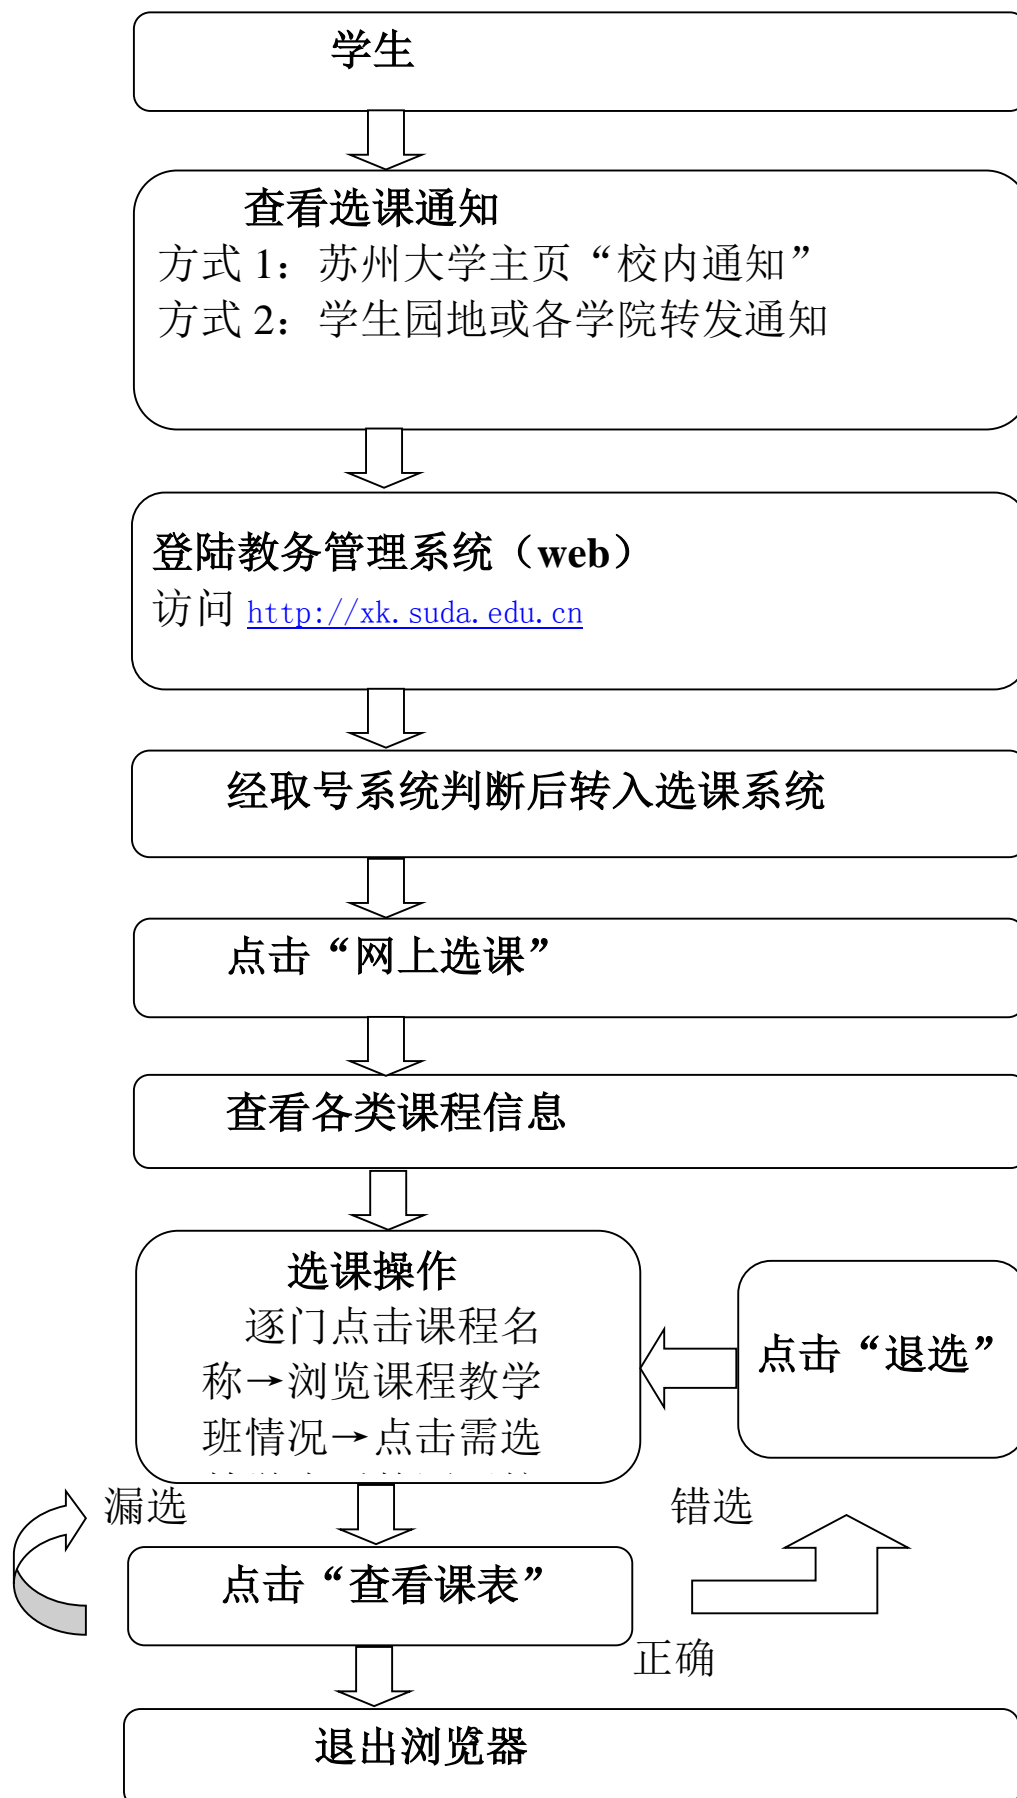 学生
查看选课通知
方式 1：苏州大学主页“校内通知”
方式 2：学生园地或各学院转发通知
登陆教务管理系统（web）
访问 http://xk.suda.edu.cn
经取号系统判断后转入选课系统
点击“网上选课”
查看各类课程信息
选课操作
逐门点击课程名
称→浏览课程教学
班情况→点击需选
点击“退选”
漏选
错选
点击“查看课表”
正确
退出浏览器